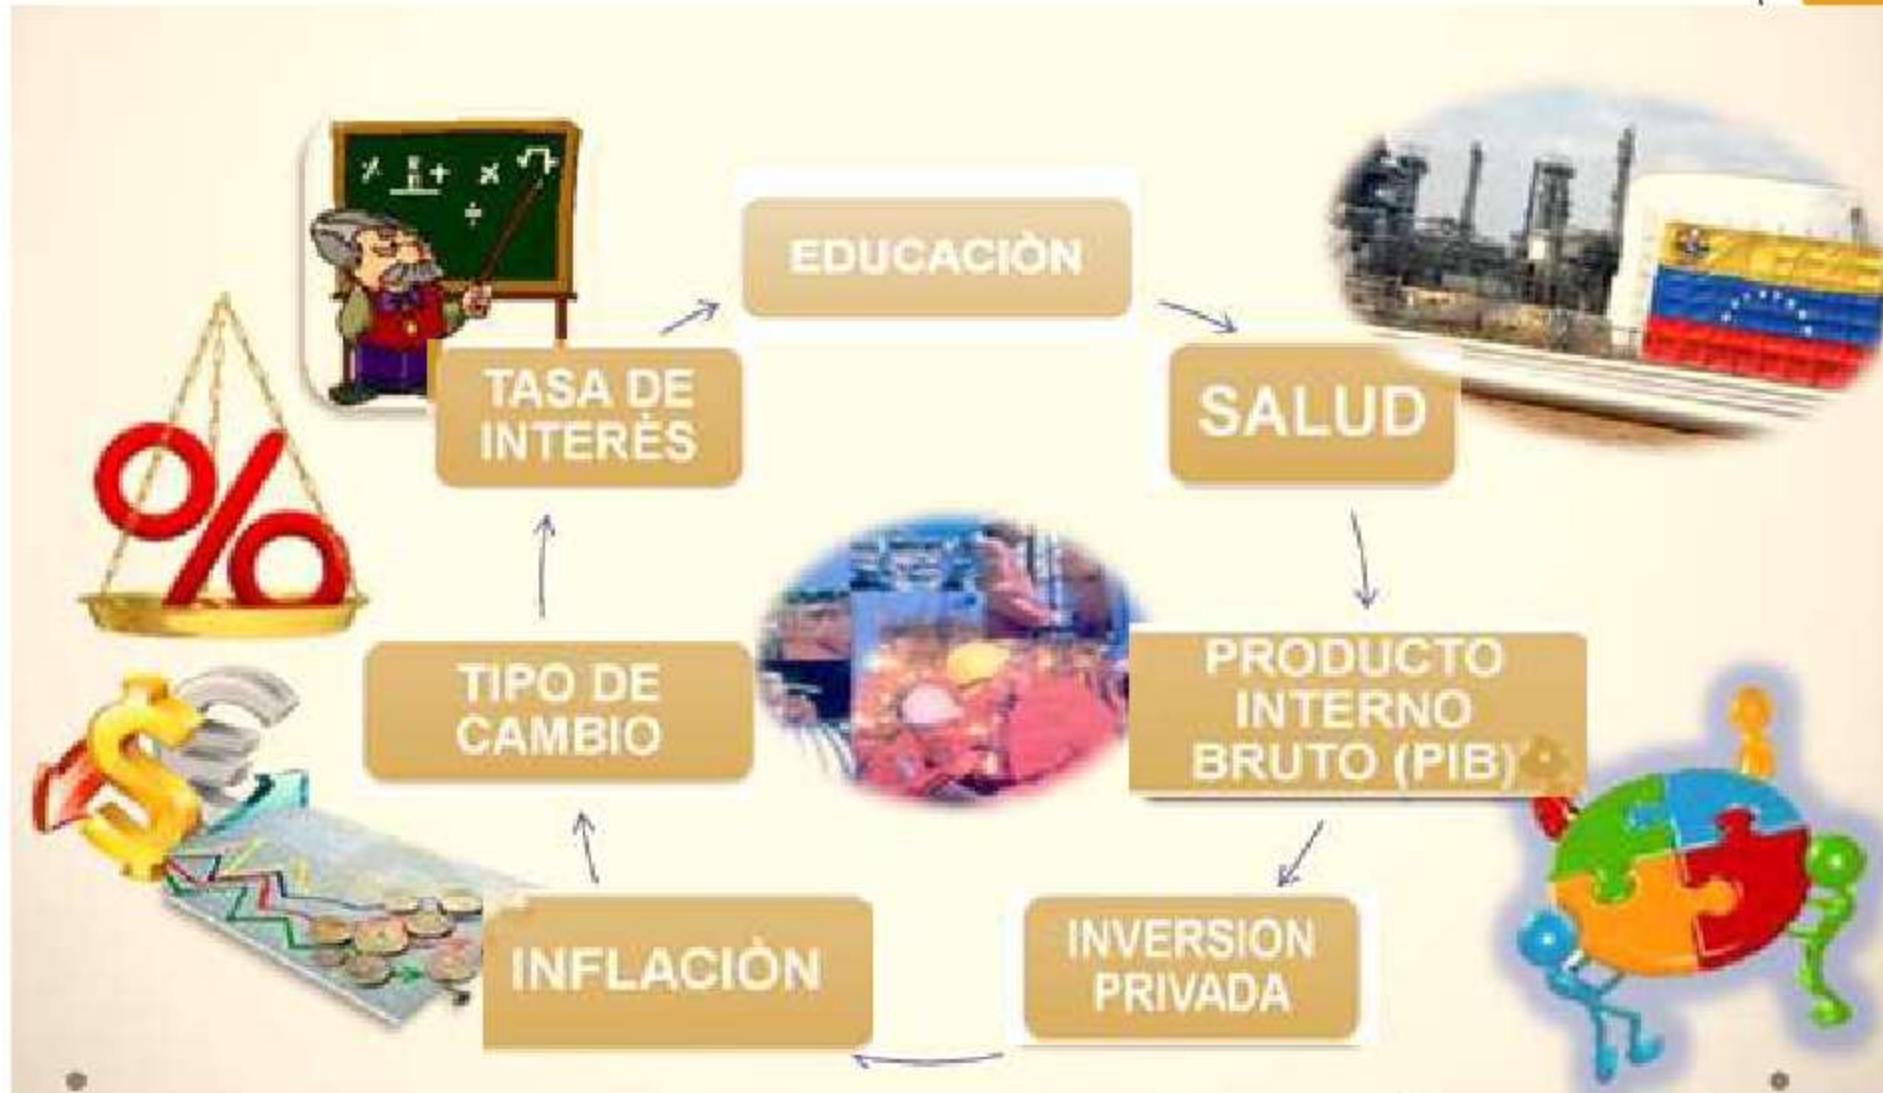 EDUCACIÒN
SALUD
PRODUCTO
INTERNO
BRUTO (PIB)
INVERSION
PRIVADA
INFLACIÒN
TIPO DE
CAMBIO
TASA DE
INTERÈS